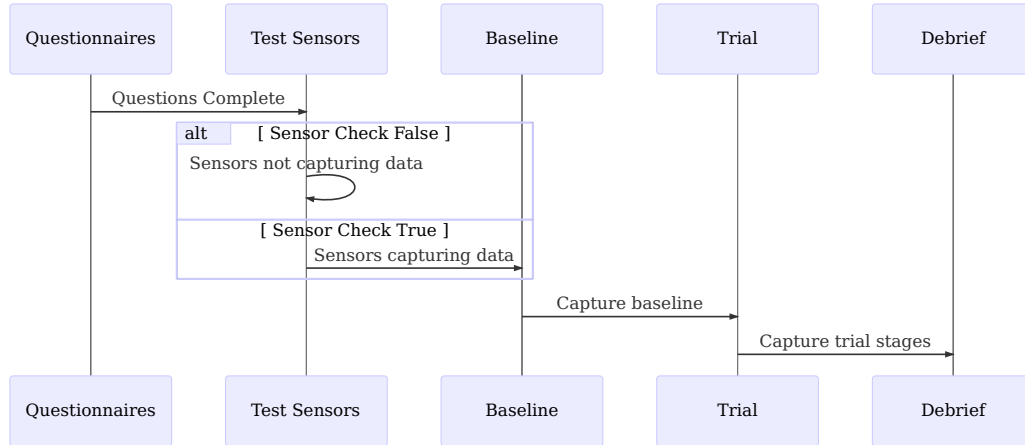 Questionnaires
Test Sensors
Baseline
Trial
Debrief
Questions Complete
alt
[ Sensor Check False ]
Sensors not capturing data
[ Sensor Check True ]
Sensors capturing data
Capture baseline
Capture trial stages
Questionnaires
Test Sensors
Baseline
Trial
Debrief